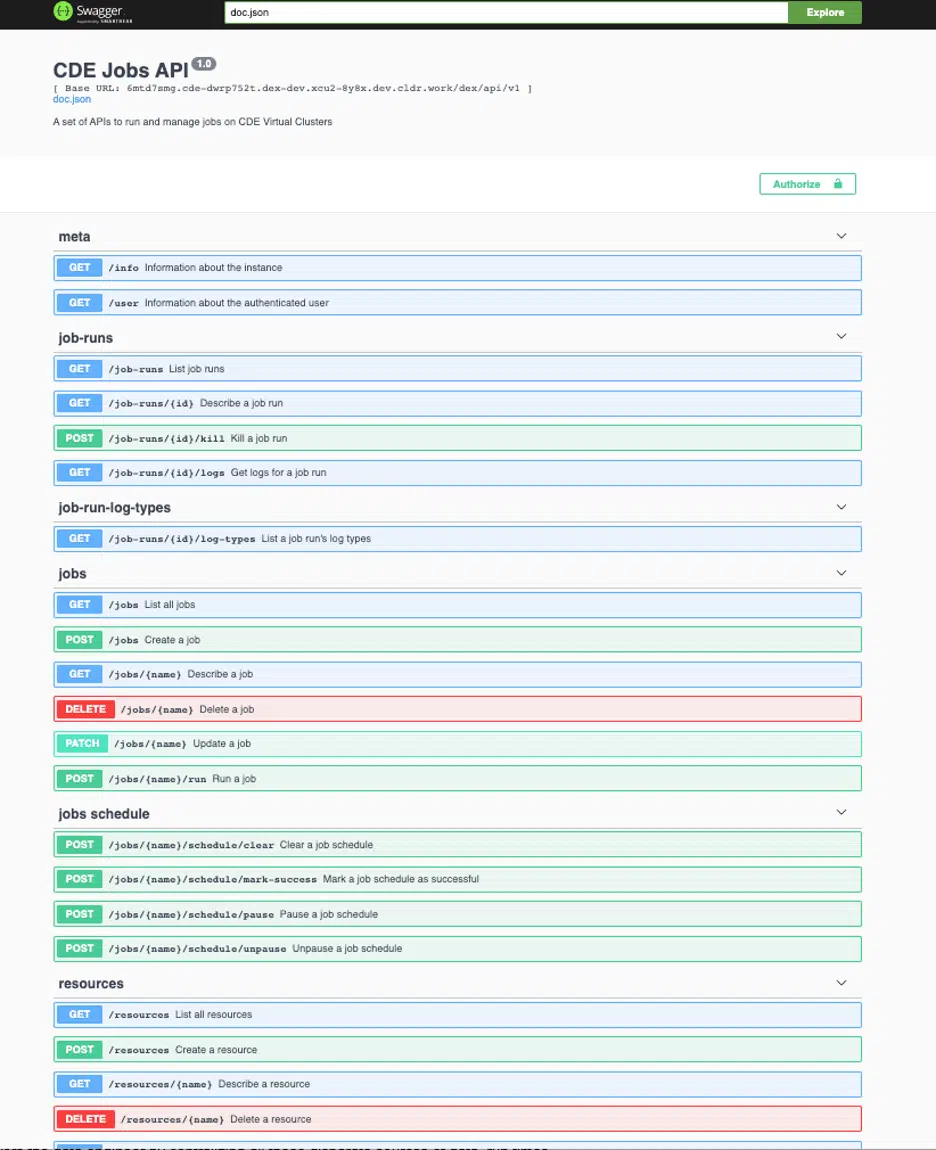 Swagger
Supported by SMARTBEAR
doc.json
Explore
CDE Jobs API 1.0
[ Base URL: 6mtd7smg.cde-dwrp752t.dex-dev.xcu2-8y8x.dev.cldr.work/dex/api/v1 ]
doc.json
A set of APIs to run and manage jobs on CDE Virtual Clusters
Authorize
meta
GET /info Information about the instance
GET /user Information about the authenticated user
job-runs
GET /job-runs List job runs
GET /job-runs/{id} Describe a job run
POST /job-runs/{id}/kill Kill a job run
GET /job-runs/{id}/logs Get logs for a job run
job-run-log-types
GET /job-runs/{id}/log-types List a job run's log types
jobs
GET /jobs List all jobs
POST /jobs Create a job
GET /jobs/{name} Describe a job
DELETE /jobs/{name} Delete a job
PATCH /jobs/{name} Update a job
POST /jobs/{name}/run Run a job
jobs schedule
POST /jobs/{name}/schedule/clear Clear a job schedule
POST /jobs/{name}/schedule/mark-success Mark a job schedule as successful
POST /jobs/{name}/schedule/pause Pause a job schedule
POST /jobs/{name}/schedule/unpause Unpause a job schedule
resources
GET /resources List all resources
POST /resources Create a resource
GET /resources/{name} Describe a resource
DELETE /resources/{name} Delete a resource